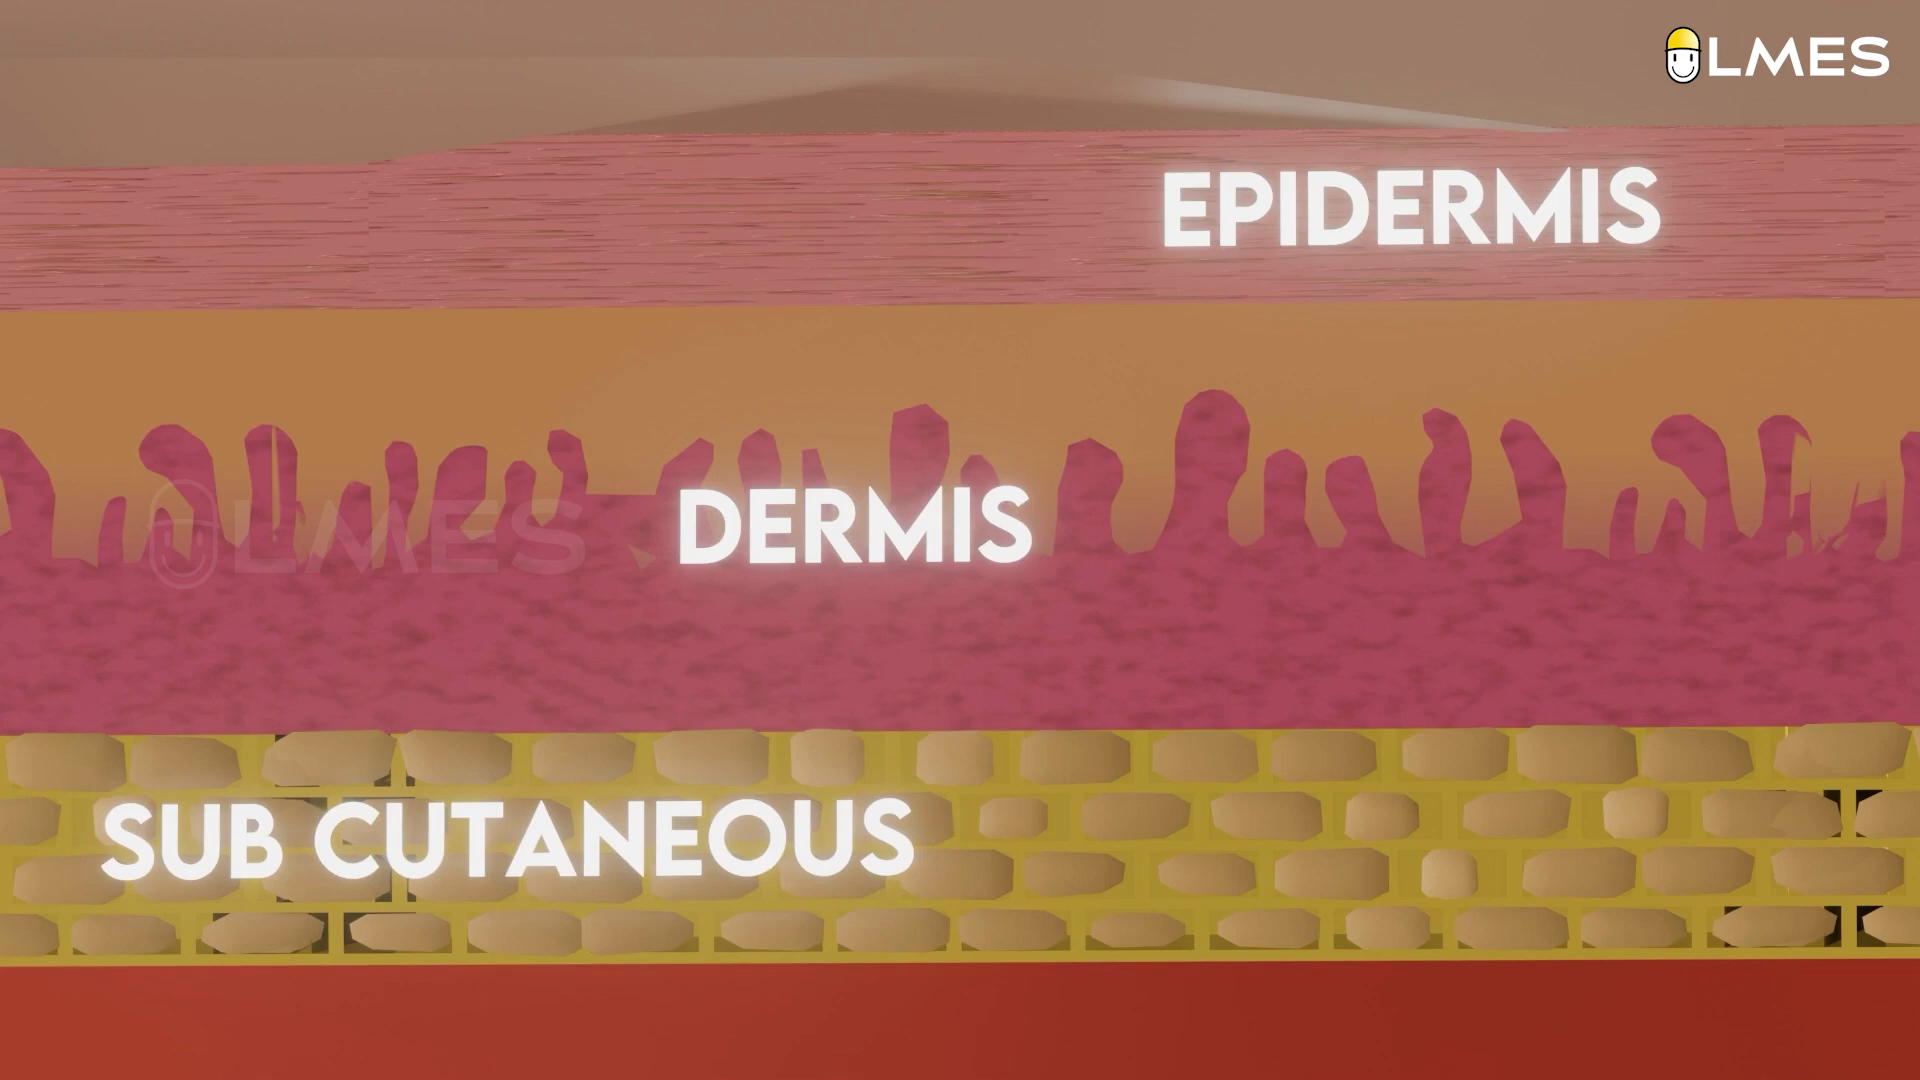 LMES
EPIDERMIS
LMES
DERMIS
SUB CUTANEOUS